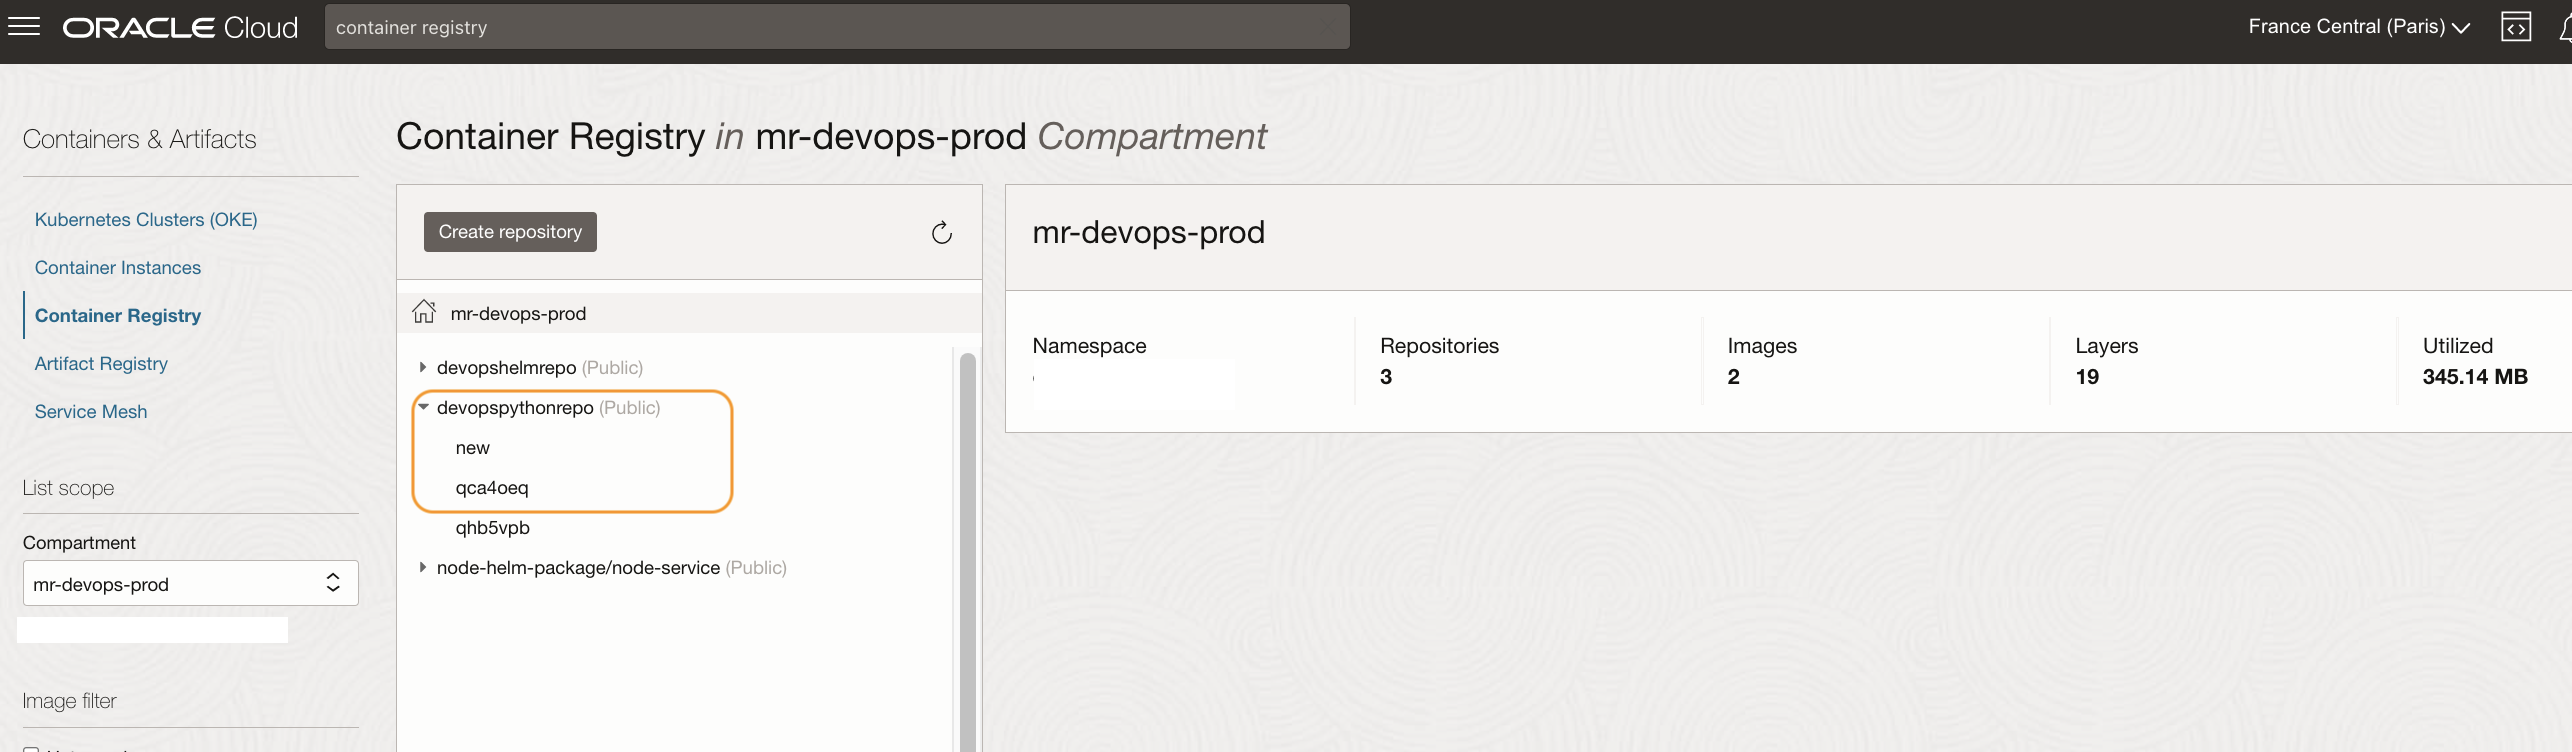 ORACLE Cloud
container registry
France Central (Paris)
Containers & Artifacts
Kubernetes Clusters (OKE)
Container Instances
Container Registry
Artifact Registry
Service Mesh
List scope
Compartment
mr-devops-prod
Image filter
Container Registry in mr-devops-prod Compartment
Create repository
mr-devops-prod
devopshelmrepo (Public)
devopspythonrepo (Public)
new
qca4oeq
qhb5vpb
node-helm-package/node-service (Public)
mr-devops-prod
Namespace
Repositories
3
Images
2
Layers
19
Utilized
345.14 MB